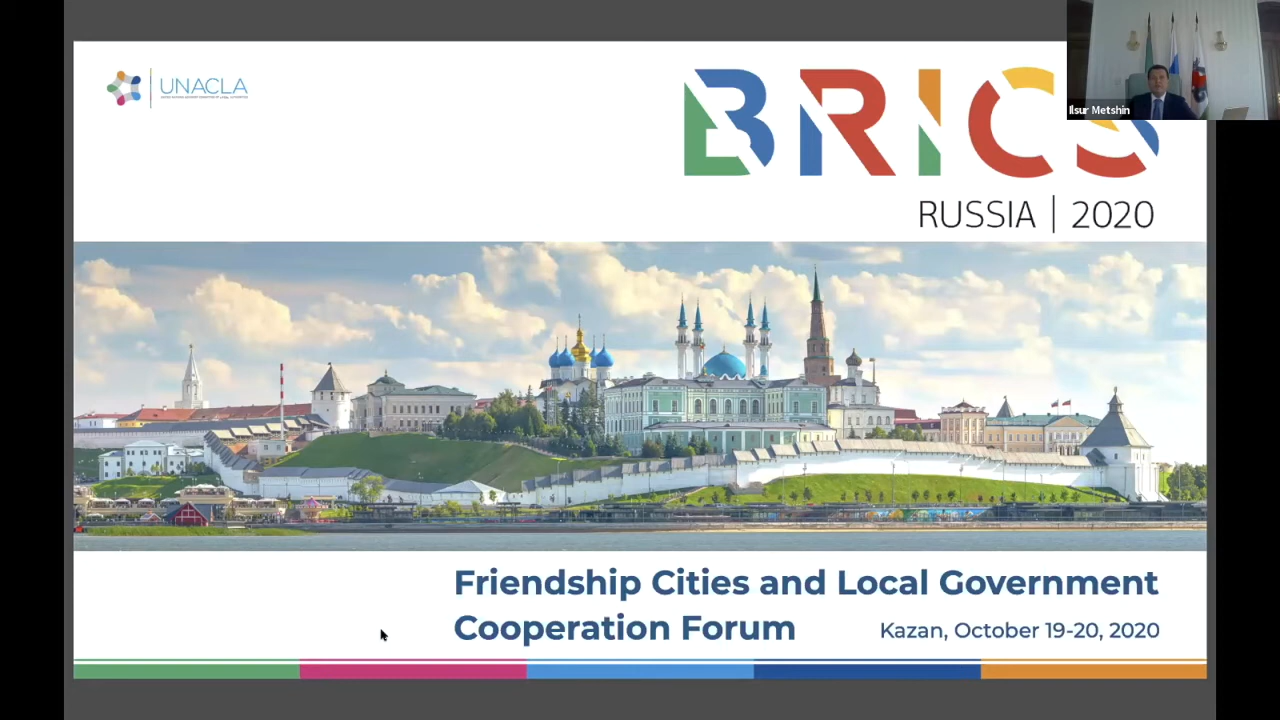 UNACLA
BRICS
Ilsur Metshin
RUSSIA | 2020
Friendship Cities and Local Government
Cooperation Forum
Kazan, October 19-20, 2020